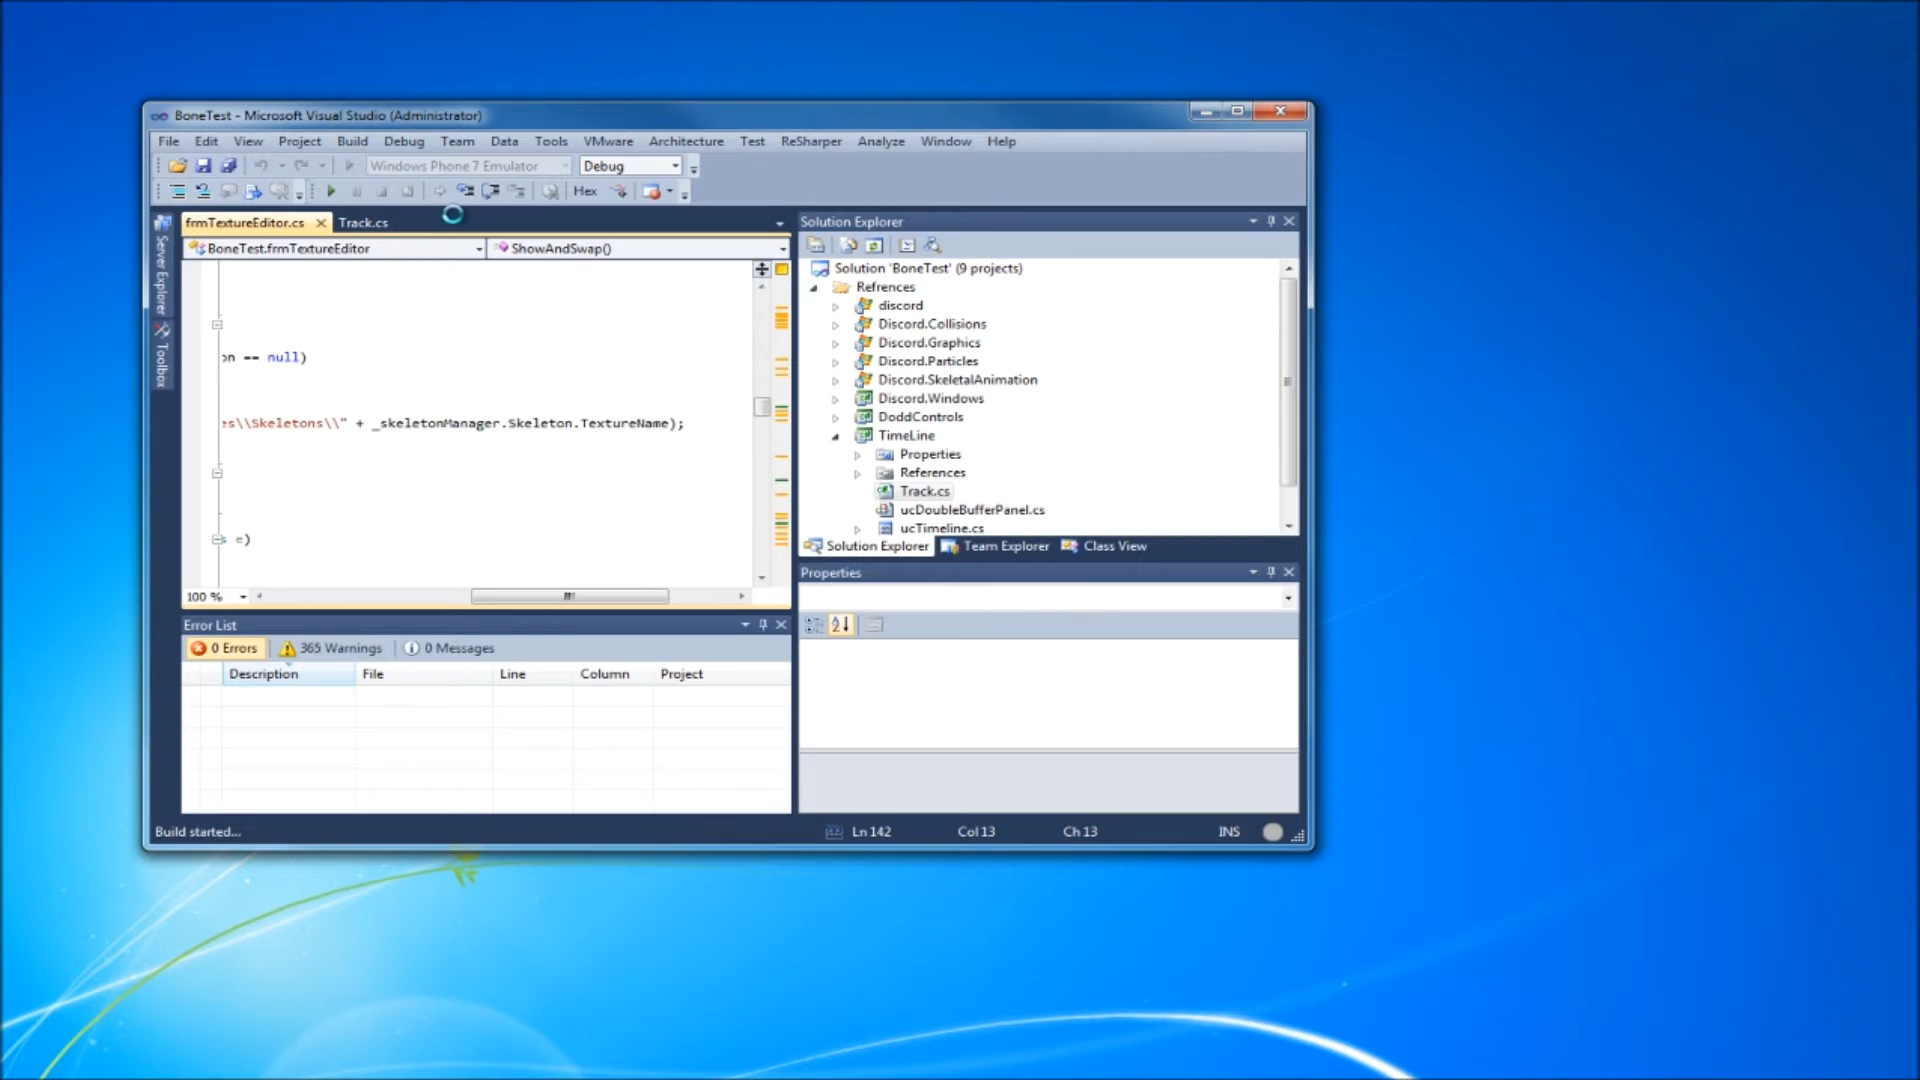 BoneTest - Microsoft Visual Studio (Administrator)
File Edit View Project Build Debug Team Data Tools VMware Architecture Test ReSharper Analyze Window Help
Windows Phone 7 Emulator Debug
Hex
Server Explorer
Toolbox
frmTextureEditor.cs Track.cs
BoneTest.frmTextureEditor ShowAndSwap()
on == null)
es\\Skeletons\\" + _skeletonManager.Skeleton.TextureName);
s e)
100 %
Error List
0 Errors 365 Warnings 0 Messages
Description File Line Column Project
Solution Explorer
Solution 'BoneTest' (9 projects)
Refrences
discord
Discord.Collisions
Discord.Graphics
Discord.Particles
Discord.SkeletalAnimation
Discord.Windows
DoddControls
TimeLine
Properties
References
Track.cs
ucDoubleBufferPanel.cs
ucTimeline.cs
Solution Explorer Team Explorer Class View
Properties
Build started... Ln 142 Col 13 Ch 13 INS